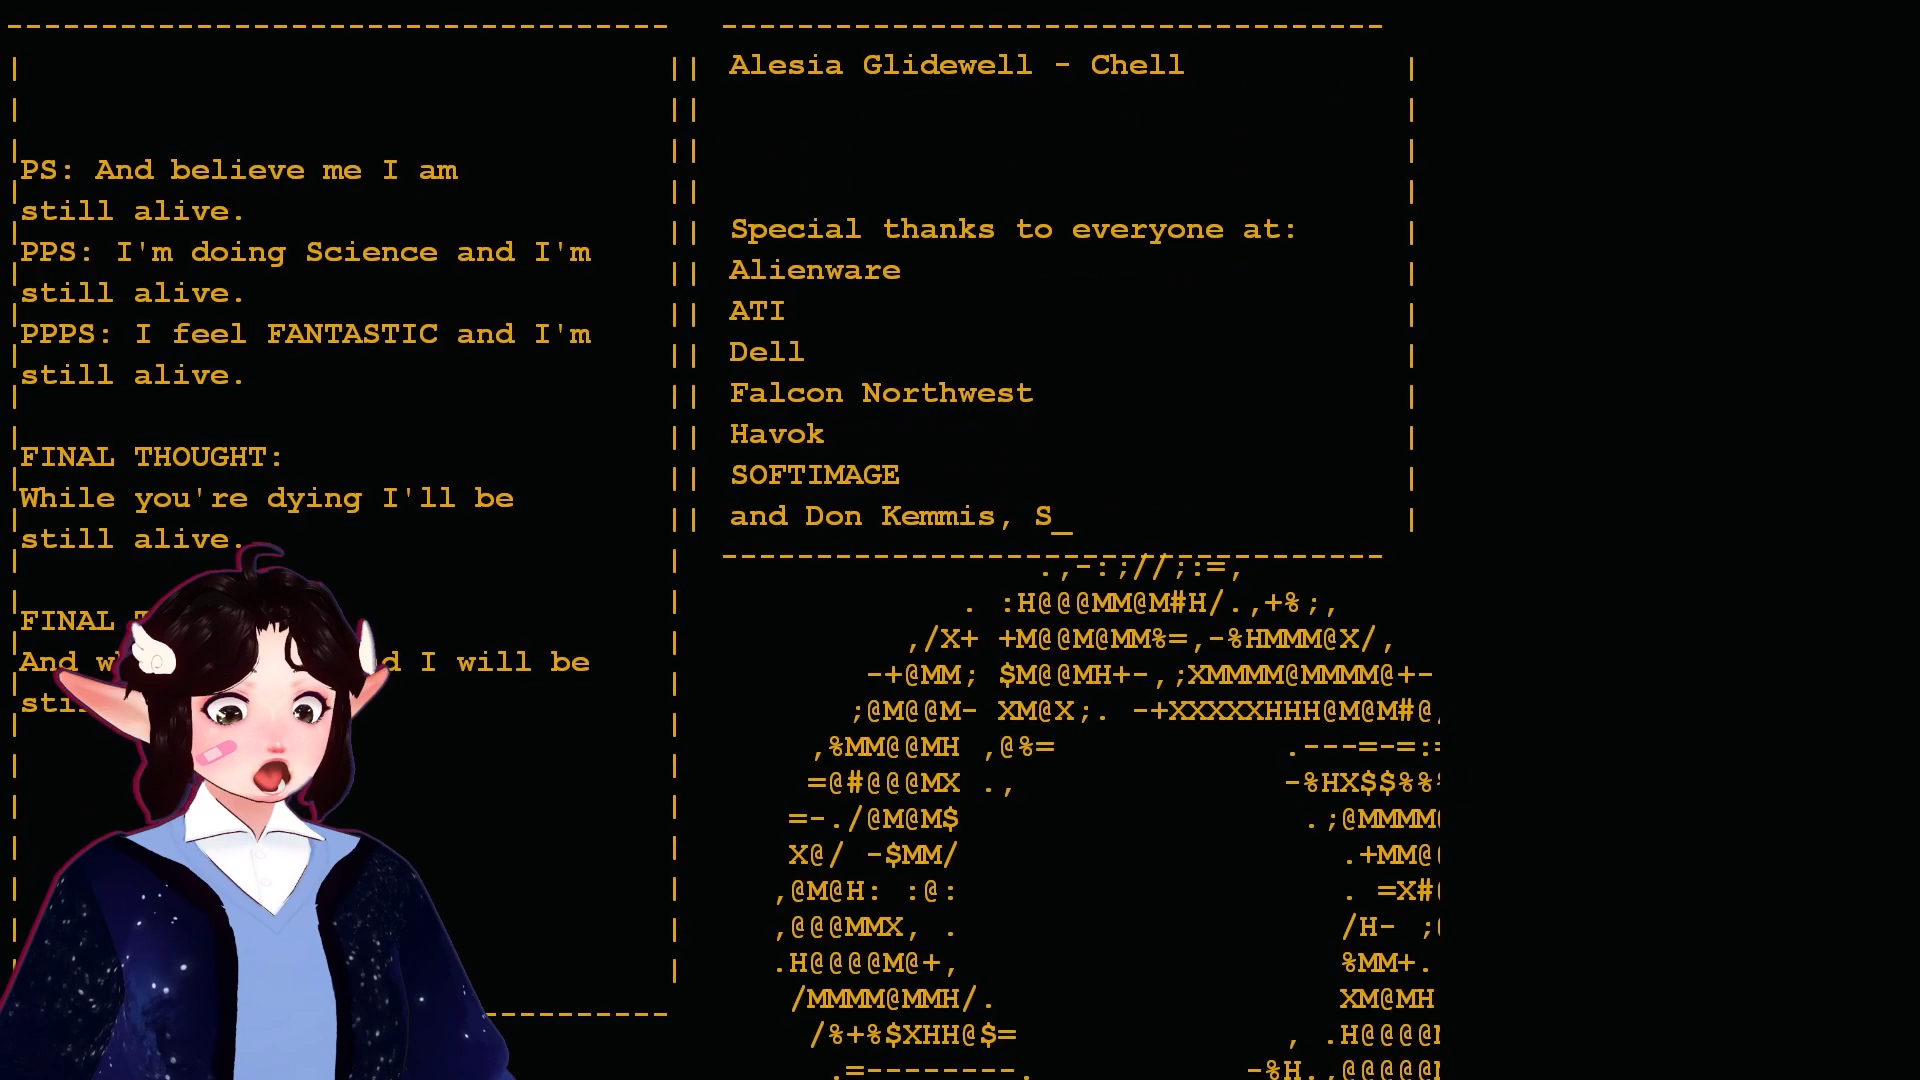 PS: And believe me I am
still alive.
PPS: I'm doing Science and I'm
still alive.
PPPS: I feel FANTASTIC and I'm
still alive.
FINAL THOUGHT:
While you're dying I'll be
still alive.
FINAL
And d I will be
Alesia Glidewell - Chell
Special thanks to everyone at:
Alienware
ATI
Dell
Falcon Northwest
Havok
SOFTIMAGE
and Don Kemmis, S_